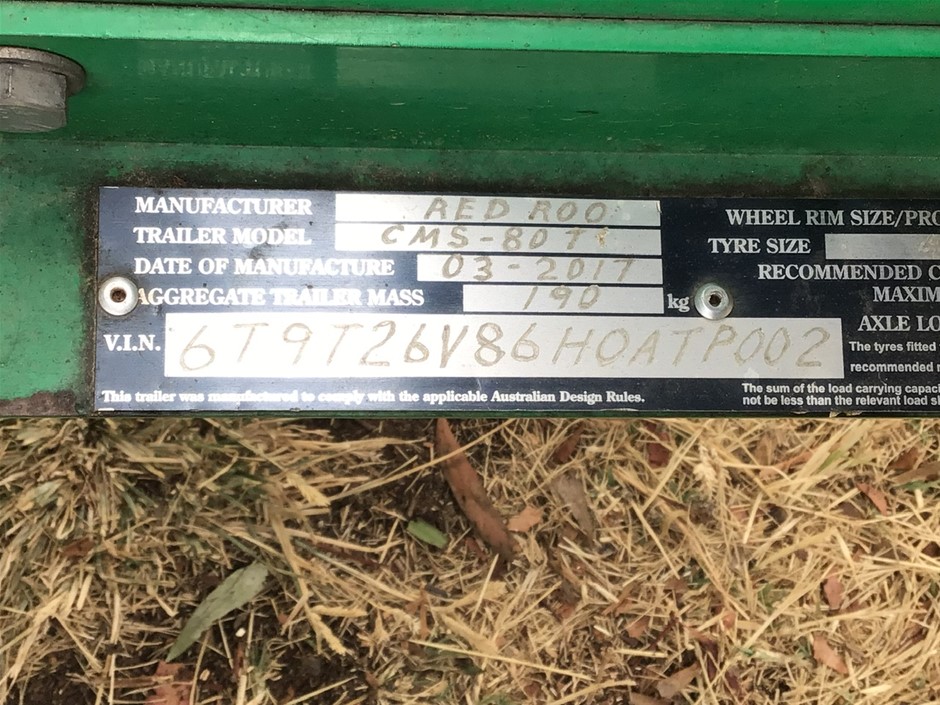 MANUFACTURER RED ROO
TRAILER MODEL CMS-80T
DATE OF MANUFACTURE 03-2017
AGGREGATE TRAILER MASS 190 kg
V.I.N. 6T9T26V86H0ATP002
This trailer was manufactured to comply with the applicable Australian Design Rules.
WHEEL RIM SIZE/PRO
TYRE SIZE
RECOMMENDED C
MAXIM
AXLE LO
The tyres fitted
recommended
The sum of the load carrying capaci
not be less than the relevant load s